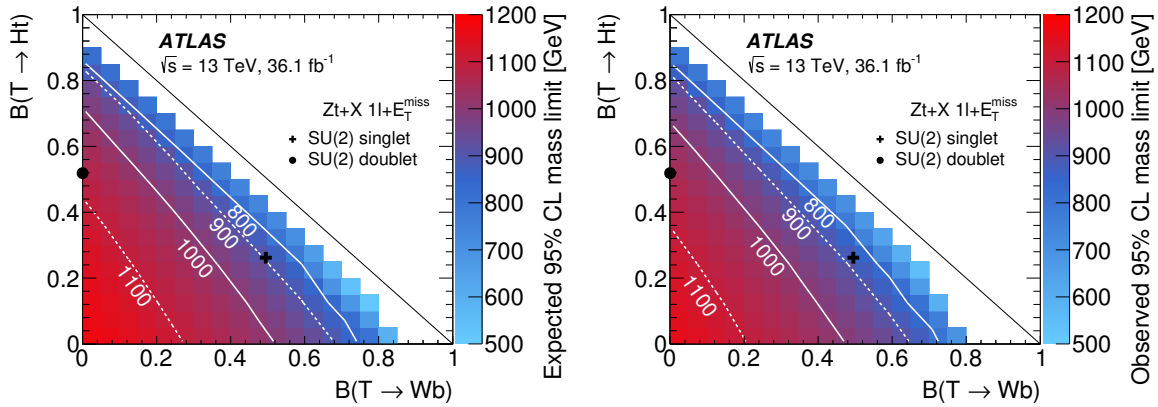 B(T → Ht)
1
0.8
0.6
0.4
0.2
0
0 0.2 0.4 0.6 0.8 1
B(T → Wb)
ATLAS
√s = 13 TeV, 36.1 fb⁻¹
Zt+X 1l+E_T^miss
SU(2) singlet
SU(2) doublet
800
900
1000
1100
1200
1100
1000
900
800
700
600
500
Expected 95% CL mass limit [GeV]
B(T → Ht)
1
0.8
0.6
0.4
0.2
0
0 0.2 0.4 0.6 0.8 1
B(T → Wb)
ATLAS
√s = 13 TeV, 36.1 fb⁻¹
Zt+X 1l+E_T^miss
SU(2) singlet
SU(2) doublet
800
900
1000
1100
1200
1100
1000
900
800
700
600
500
Observed 95% CL mass limit [GeV]